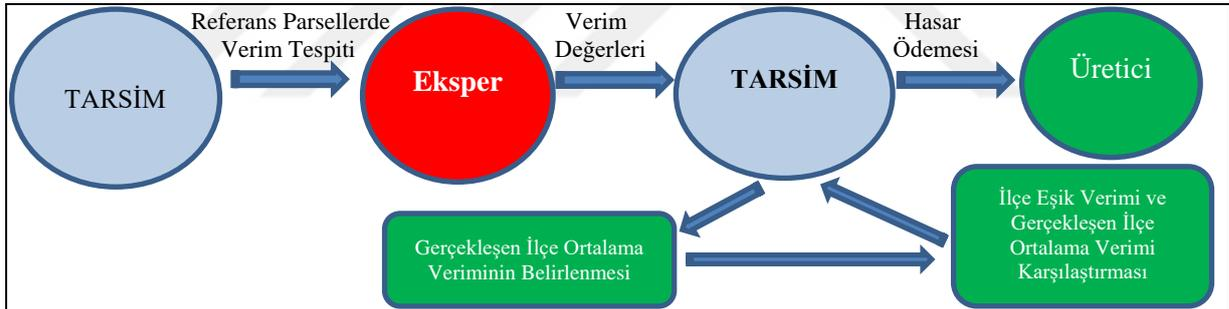 TARSİM
Referans Parsellerde
Verim Tespiti
Eksper
Verim
Değerleri
TARSİM
Hasar
Ödemesi
Üretici
Gerçekleşen İlçe Ortalama
Veriminin Belirlenmesi
İlçe Eşik Verimi ve
Gerçekleşen İlçe
Ortalama Verimi
Karşılaştırması